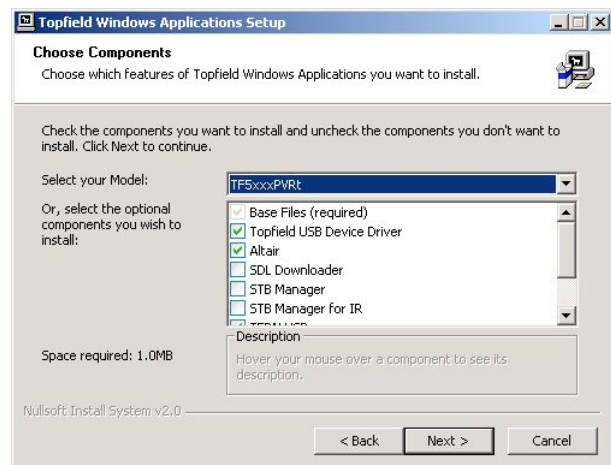 Topfield Windows Applications Setup
Choose Components
Choose which features of Topfield Windows Applications you want to install.
Check the components you want to install and uncheck the components you don't want to
install. Click Next to continue.
Select your Model:
TF5xxxPVRt
Or, select the optional
components you wish to
install:
Base Files (required)
Topfield USB Device Driver
Altair
SDL Downloader
STB Manager
STB Manager for IR
Description
Hover your mouse over a component to see its
description.
Space required: 1.0MB
Nullsoft Install System v2.0
< Back
Next >
Cancel